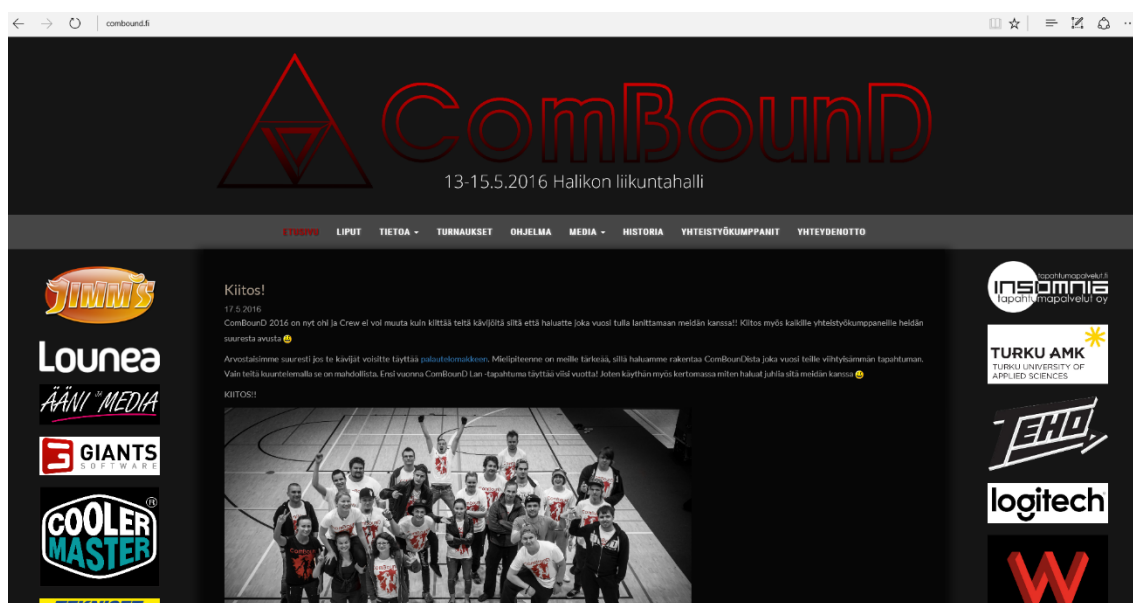 combound.fi
ComBounD
13-15.5.2016 Halikon liikuntahalli
ETUSIVU LIPUT TIETOA TURNAUKSET OHJELMA MEDIA HISTORIA YHTEISTYÖKUMPPANIT YHTEYDENOTTO
JIMM'S
Lounea
ÄÄNI JA MEDIA
GIANTS
SOFTWARE
COOLER
MASTER
®
Kiitos!
17.5.2016
ComBounD 2016 on nyt ohi ja Crew ei voi muuta kuin kiittää teitä kävijöitä siitä että haluatte joka vuosi tulla lanittamaan meidän kanssa!! Kiitos myös kaikille yhteistyökumppaneille heidän
suuresta avusta
Arvostaisimme suuresti jos te kävijät voisitte täyttää palautelomakkeen. Mielipiteenne on meille tärkeää, sillä haluamme rakentaa ComBounDista joka vuosi teille viihtyisämmän tapahtuman.
Vain teitä kuuntelemalla se on mahdollista. Ensi vuonna ComBounD Lan -tapahtuma täyttää viisi vuotta! Joten käythän myös kertomassa miten haluat juhlia sitä meidän kanssa
KIITOS!!
tapahtumapalvelut.fi
insomnia
tapahtumapalvelut oy
TURKU AMK
TURKU UNIVERSITY OF
APPLIED SCIENCES
TEHO
logitech